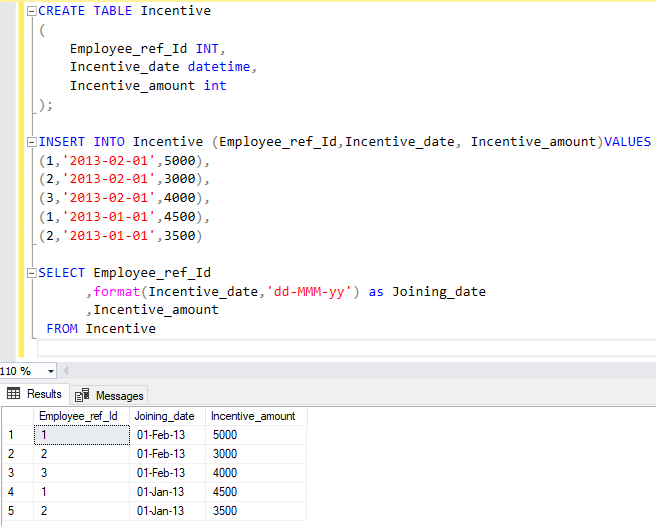 CREATE TABLE Incentive
(
Employee_ref_Id INT,
Incentive_date datetime,
Incentive_amount int
);
INSERT INTO Incentive (Employee_ref_Id,Incentive_date, Incentive_amount)VALUES
(1,'2013-02-01',5000),
(2,'2013-02-01',3000),
(3,'2013-02-01',4000),
(1,'2013-01-01',4500),
(2,'2013-01-01',3500)
SELECT Employee_ref_Id
,format(Incentive_date,'dd-MMM-yy') as Joining_date
,Incentive_amount
FROM Incentive
110 %
Results Messages
Employee_ref_Id Joining_date Incentive_amount
1 1 01-Feb-13 5000
2 2 01-Feb-13 3000
3 3 01-Feb-13 4000
4 1 01-Jan-13 4500
5 2 01-Jan-13 3500